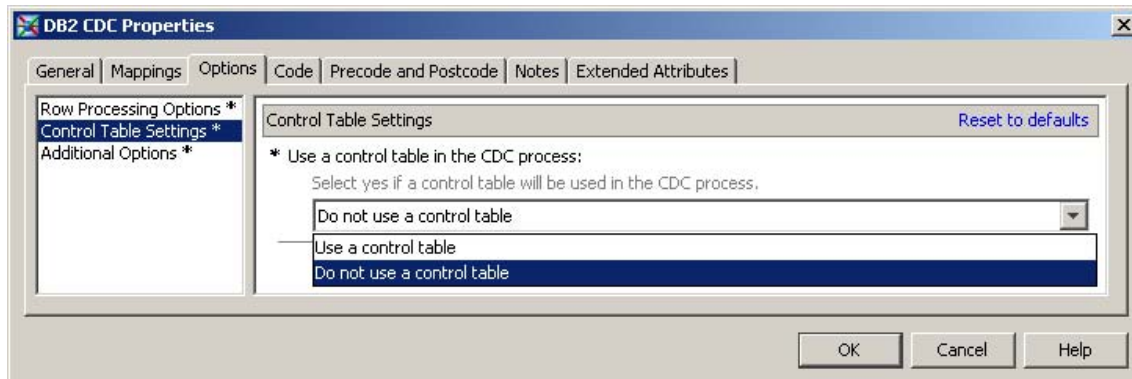 DB2 CDC Properties
General Mappings Options Code Precode and Postcode Notes Extended Attributes
Row Processing Options *
Control Table Settings *
Additional Options *
Control Table Settings Reset to defaults
* Use a control table in the CDC process:
Select yes if a control table will be used in the CDC process.
Do not use a control table
Use a control table
Do not use a control table
OK Cancel Help